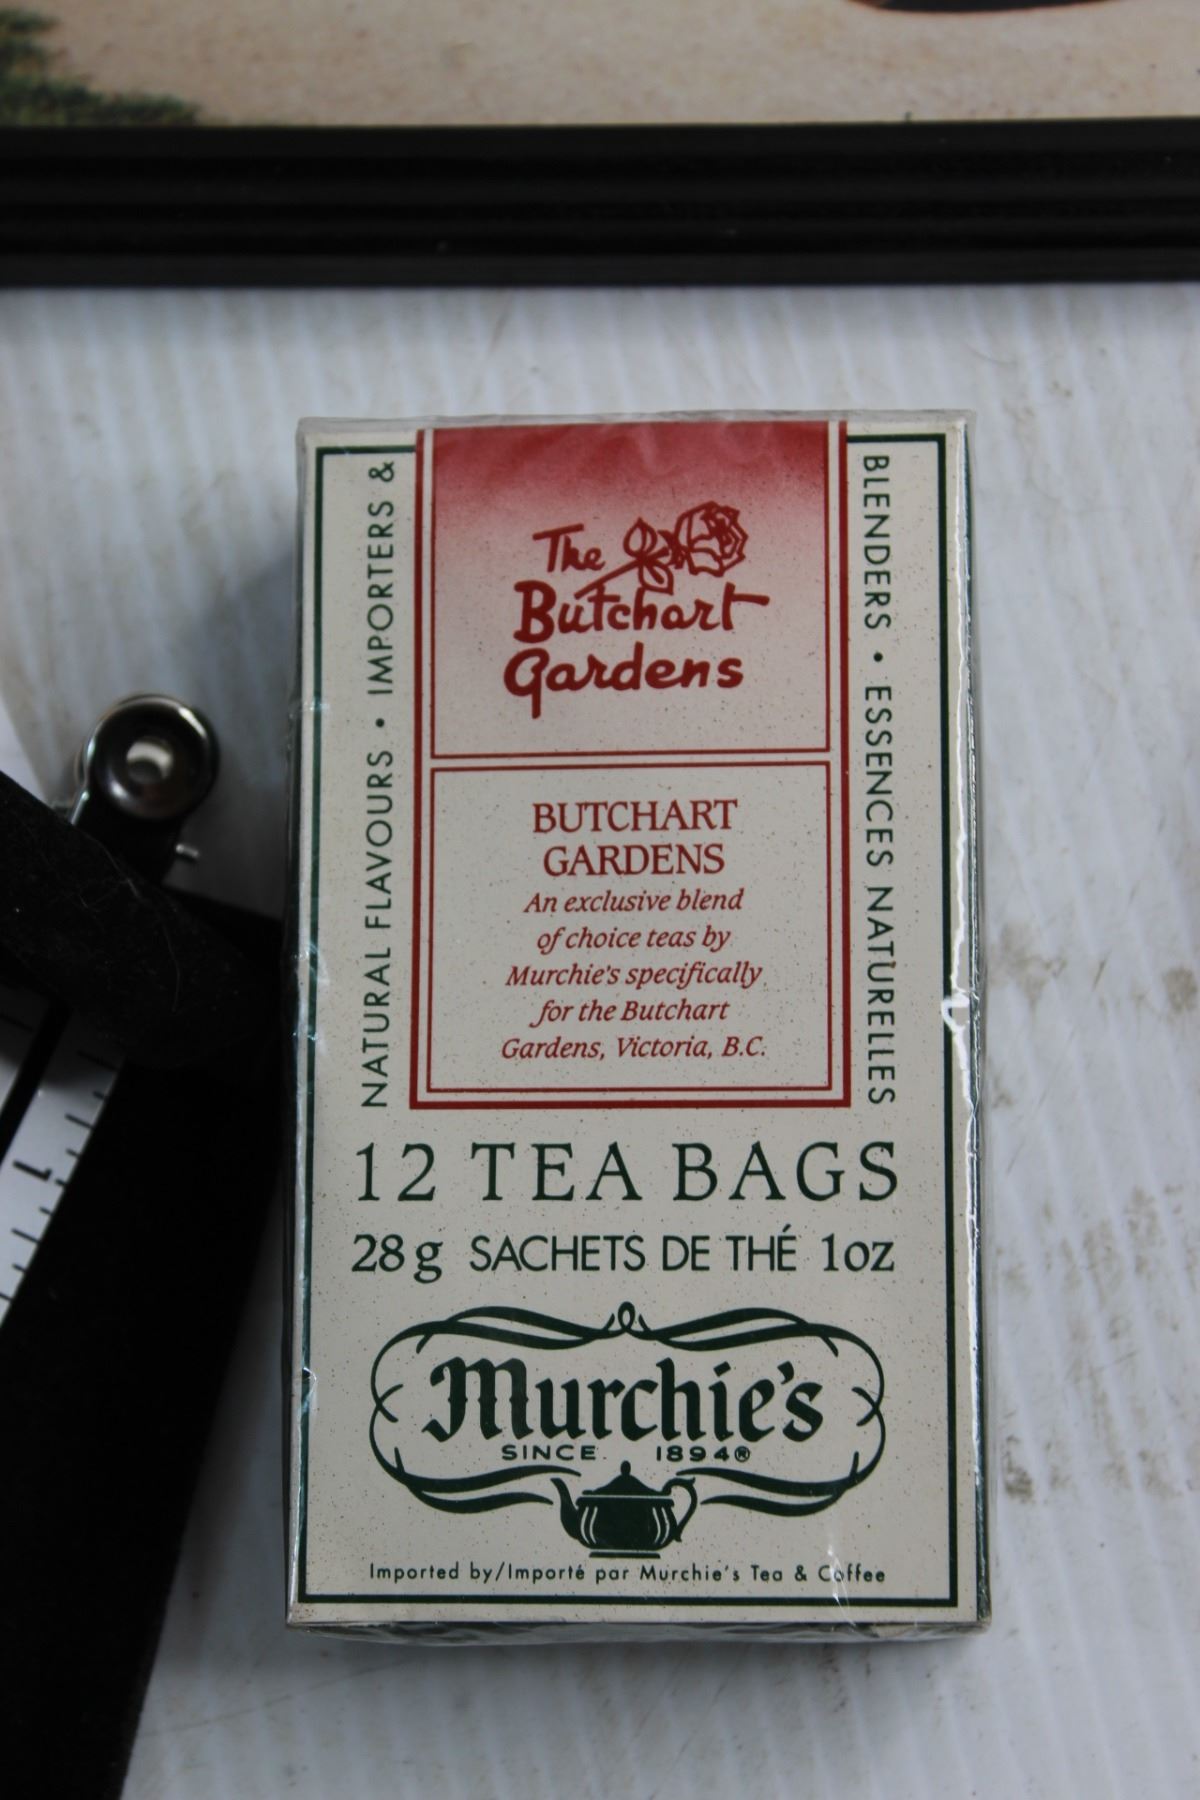 NATURAL FLAVOURS • IMPORTERS &
BLENDERS • ESSENCES NATURELLES
The
Butchart
Gardens
BUTCHART
GARDENS
An exclusive blend
of choice teas by
Murchie's specifically
for the Butchart
Gardens, Victoria, B.C.
12 TEA BAGS
28g SACHETS DE THÉ 1oz
Murchie's
SINCE 1894®
Imported by/Importé par Murchie's Tea & Coffee